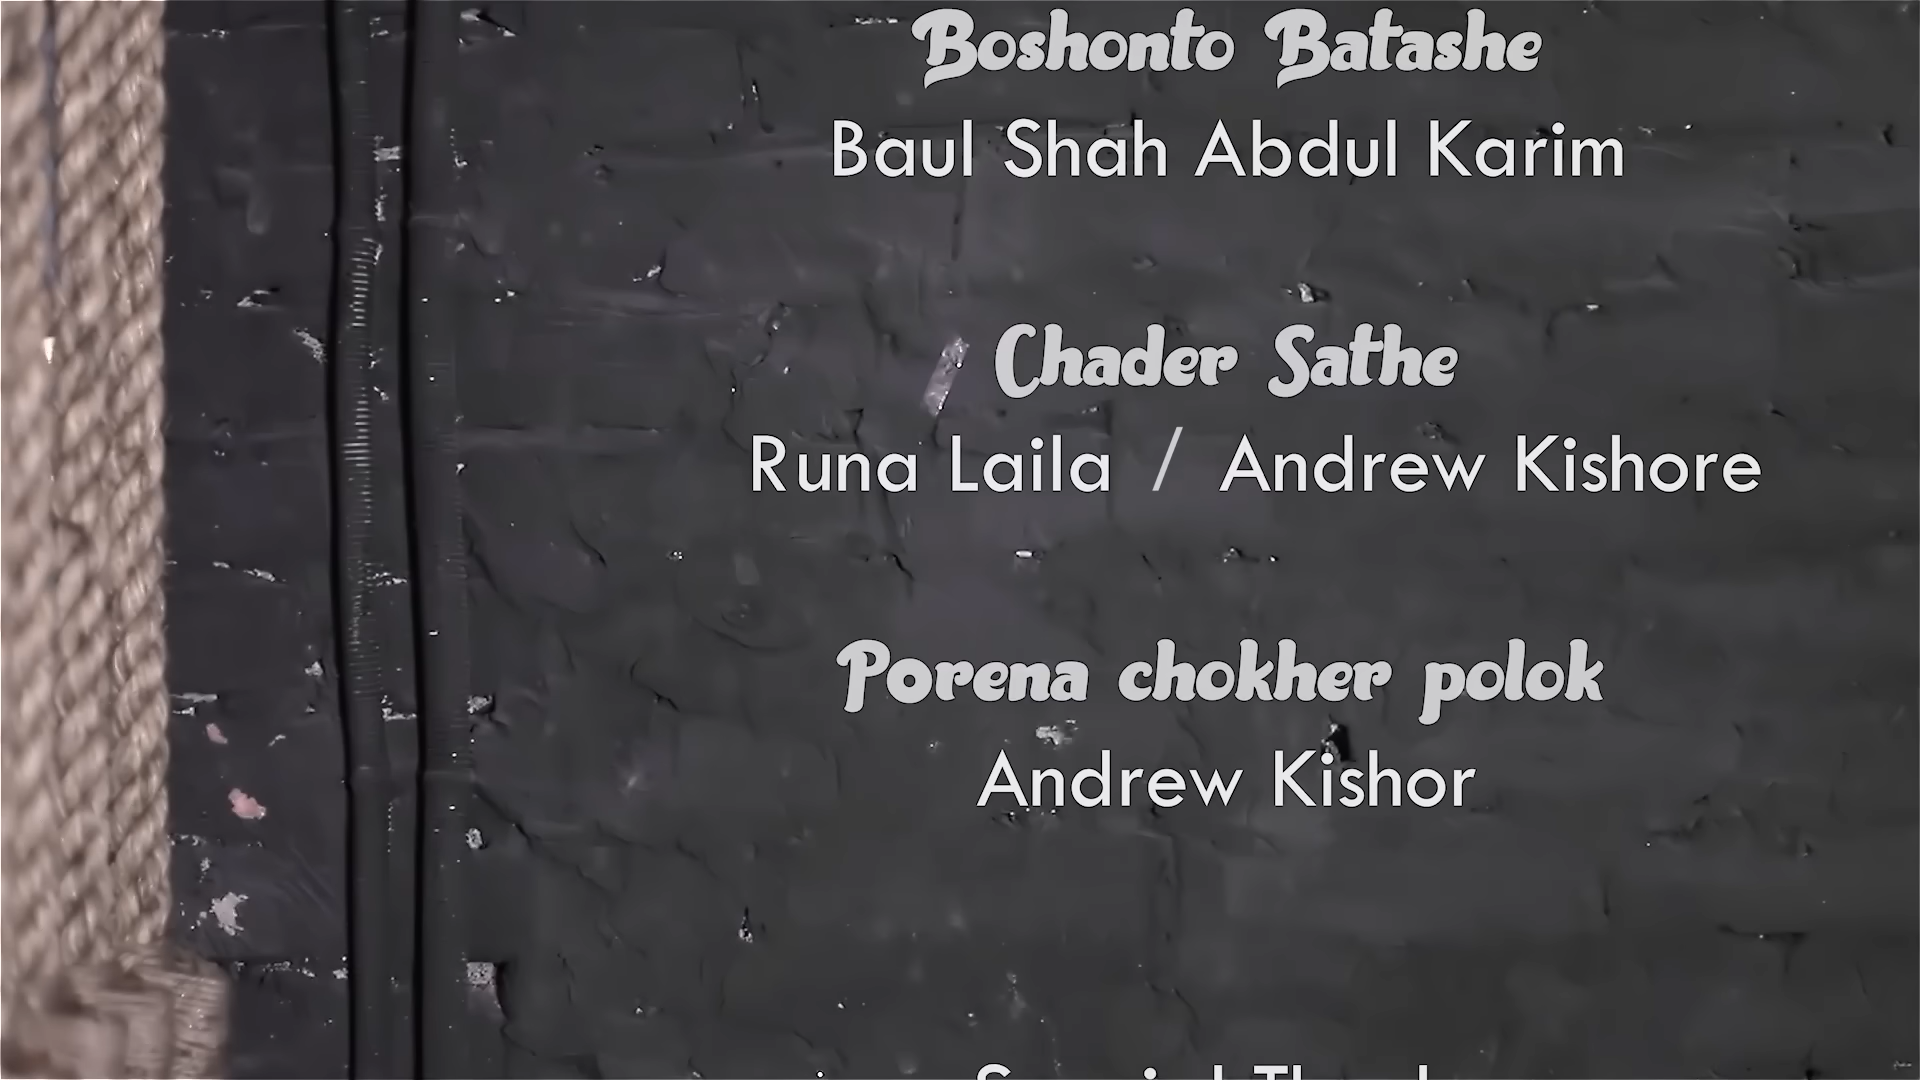 Boshonto Batashe
Baul Shah Abdul Karim
Chader Sathe
Runa Laila / Andrew Kishore
Porena chokher polok
Andrew Kishor